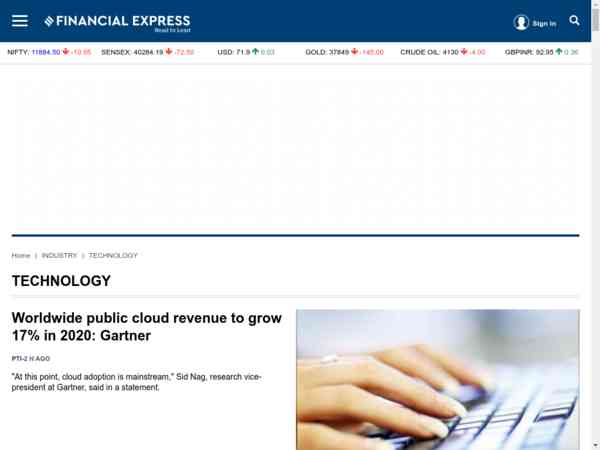 FINANCIAL EXPRESS
Read to Lead
Sign In
NIFTY: 11884.50 -10.95 SENSEX: 40284.19 -72.50 USD: 71.9 0.03 GOLD: 37849 -145.00 CRUDE OIL: 4130 -4.00 GBPINR: 92.95 0.36
Home | INDUSTRY | TECHNOLOGY
TECHNOLOGY
Worldwide public cloud revenue to grow
17% in 2020: Gartner
PTI-2 H AGO
"At this point, cloud adoption is mainstream," Sid Nag, research vice-
president at Gartner, said in a statement.